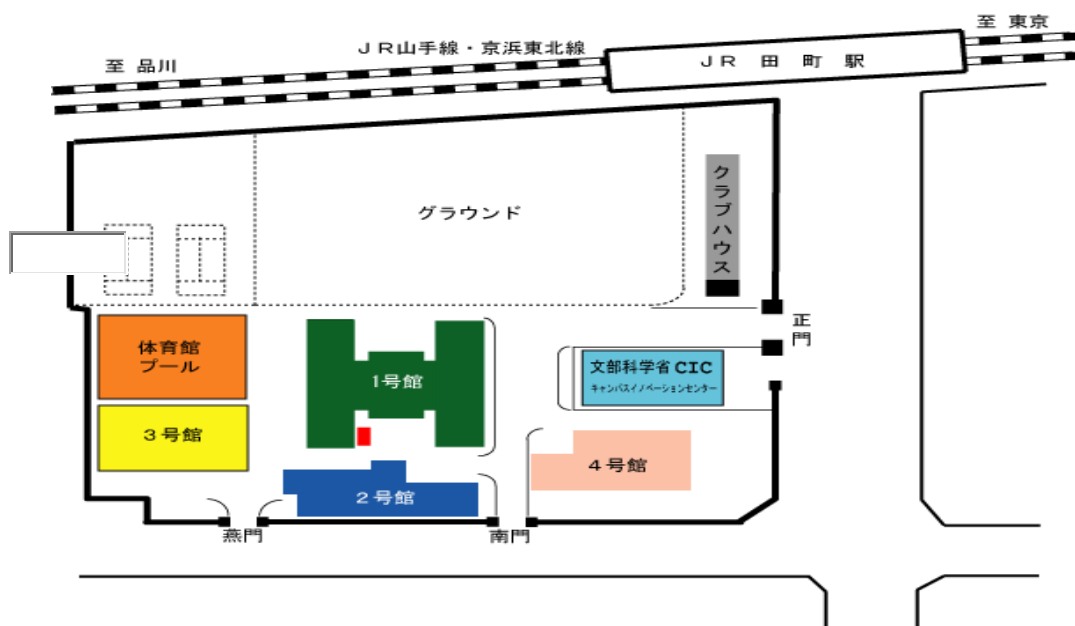 至 東京
JR山手線・京浜東北線
至 品川
JR 田 町 駅
クラブハウス
グラウンド
正門
体育館
プール
1号館
文部科学省 CIC
キャンパスイノベーションセンター
3号館
4号館
2号館
燕門
南門